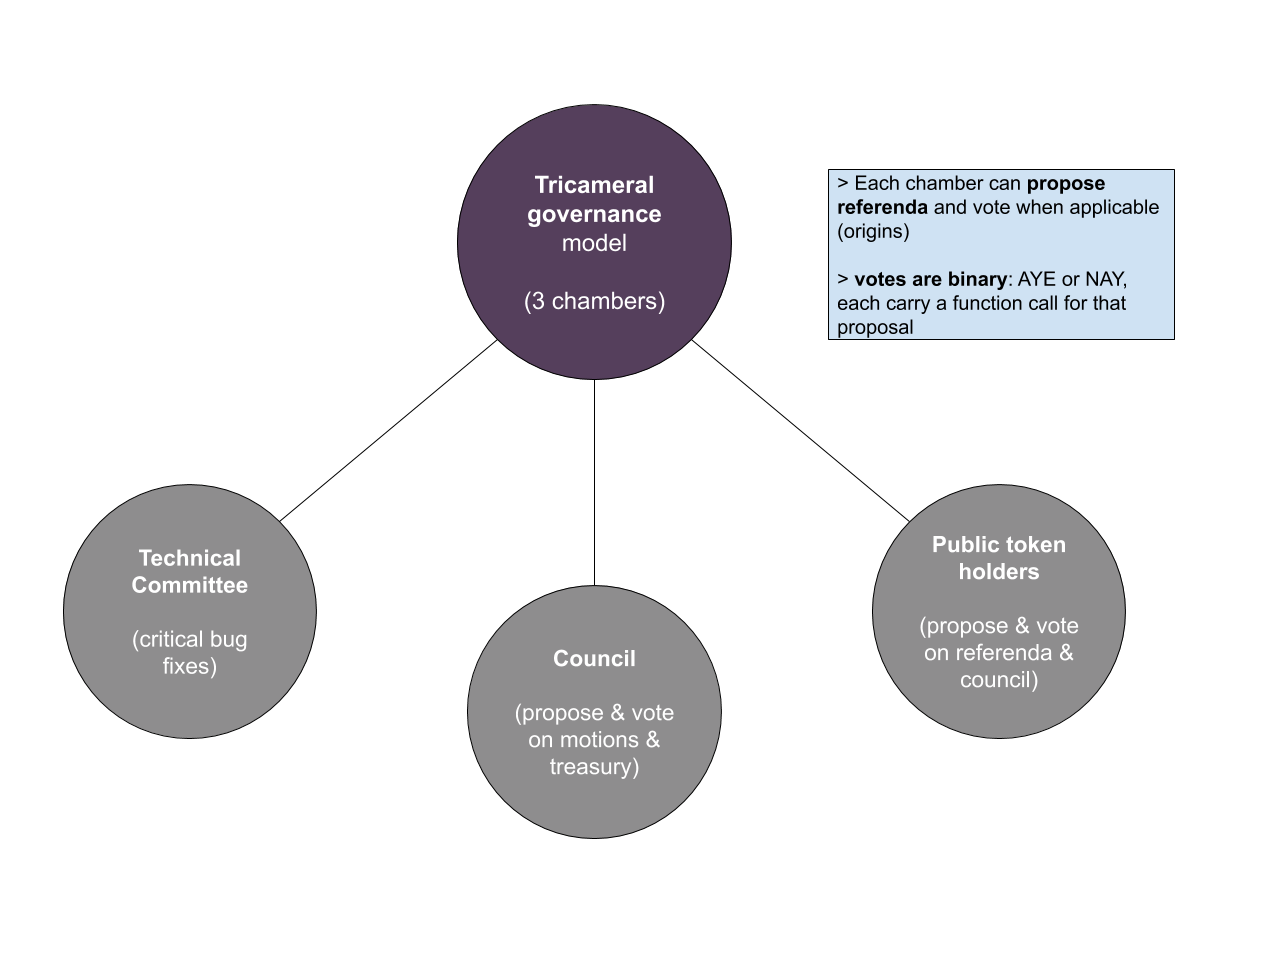 Tricameral
governance
model
(3 chambers)
> Each chamber can propose
referenda and vote when applicable
(origins)
> votes are binary: AYE or NAY,
each carry a function call for that
proposal
Technical
Committee
(critical bug
fixes)
Council
(propose & vote
on motions &
treasury)
Public token
holders
(propose & vote
on referenda &
council)